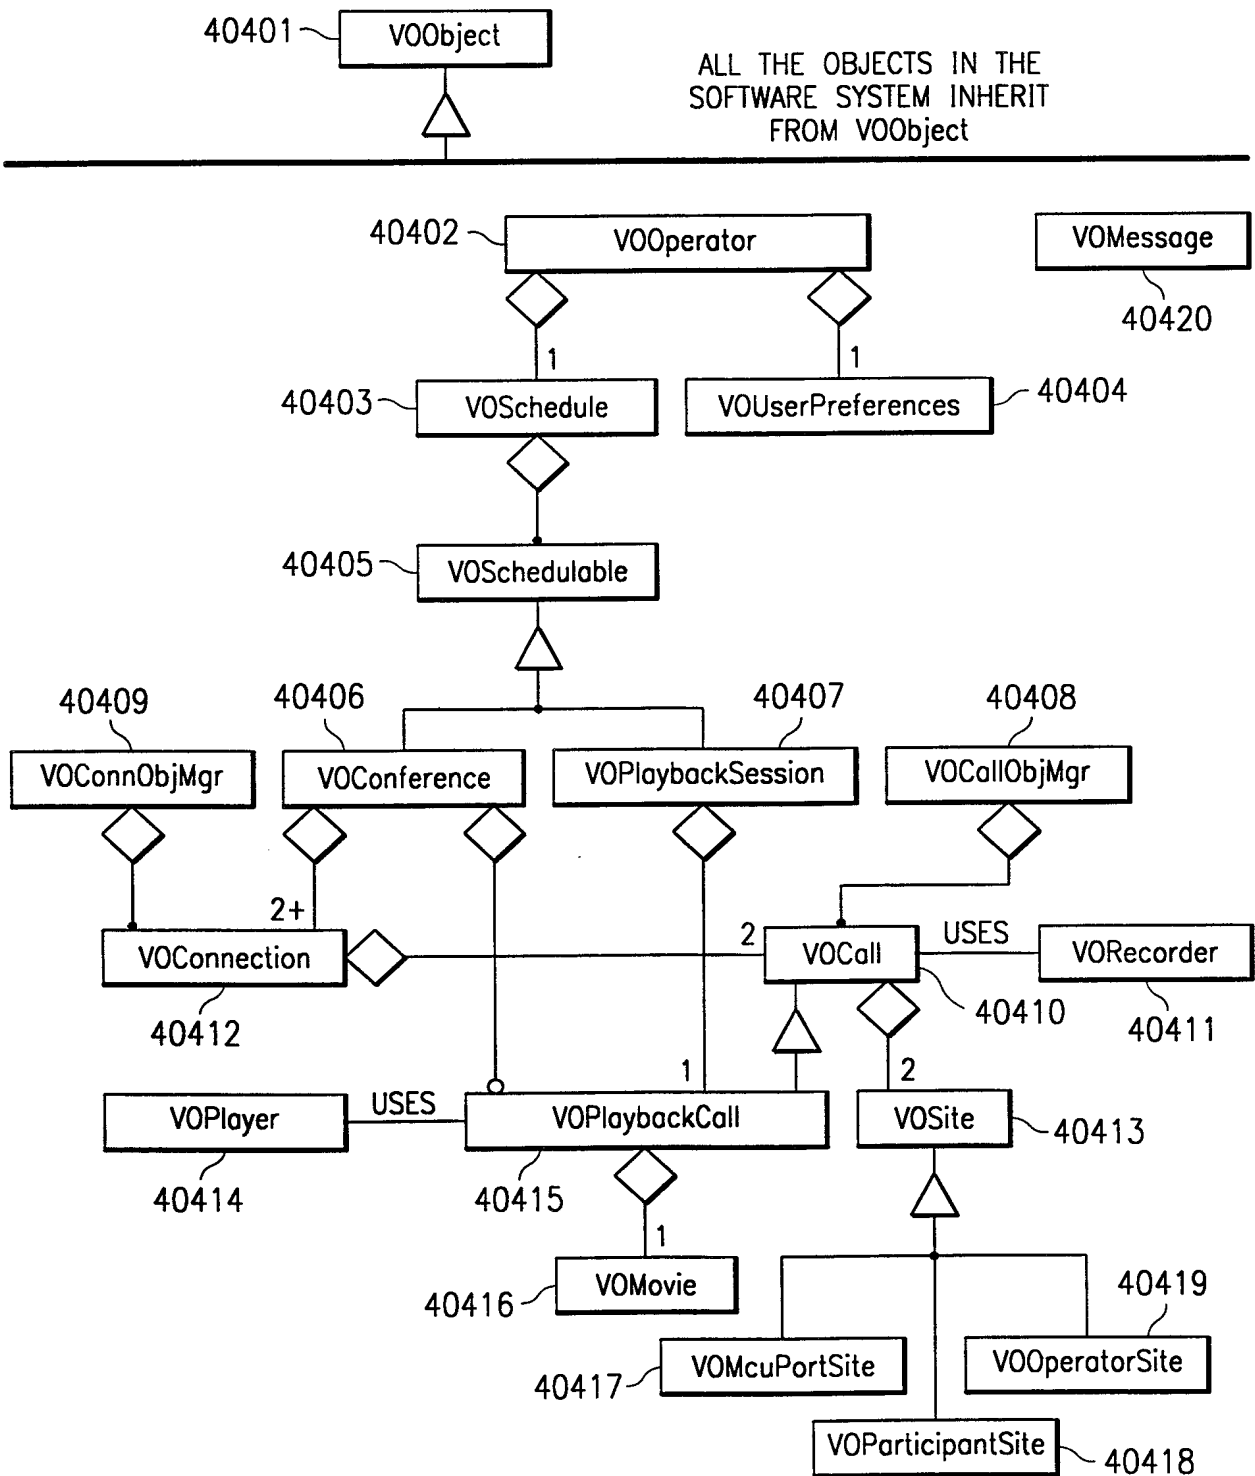 40401
VOObject
ALL THE OBJECTS IN THE
SOFTWARE SYSTEM INHERIT
FROM VOObject
40402
VOOperator
VOMessage
40420
1
1
40403
VOSchedule
VOUserPreferences
40404
40405
VOSchedulable
40409
40406
40407
40408
VOConnObjMgr
VOConference
VOPlaybackSession
VOCallObjMgr
2+
2
USES
VOConnection
VOCall
VORecorder
40412
40410
40411
1
2
USES
VOPlayer
VOPlaybackCall
VOSite
40413
40414
40415
1
VOMovie
40416
40419
VOMcuPortSite
VOOperatorSite
40417
VOParticipantSite
40418